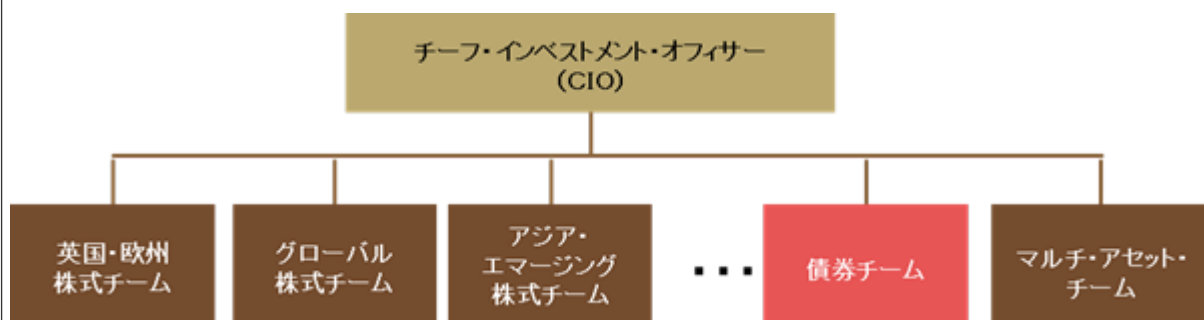 チーフ・インベストメント・オフィサー
(CIO)
英国・欧州
株式チーム
グローバル
株式チーム
アジア・
エマージング
株式チーム
・・・
債券チーム
マルチ・アセット・
チーム